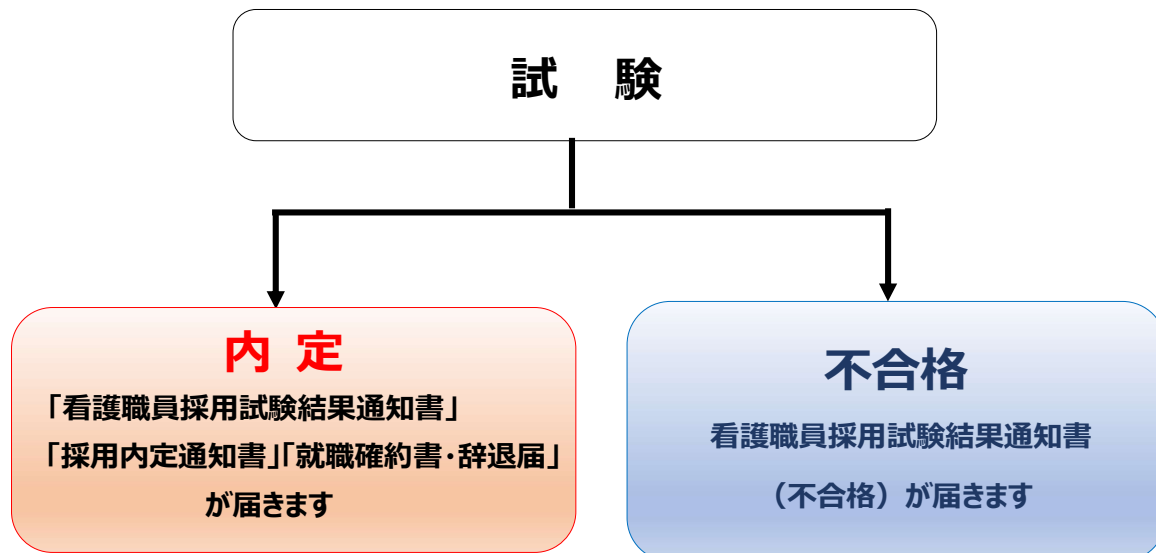 試　験
内 定
「看護職員採用試験結果通知書」
「採用内定通知書」「就職確約書・辞退届」
が届きます
不合格
看護職員採用試験結果通知書
（不合格）が届きます